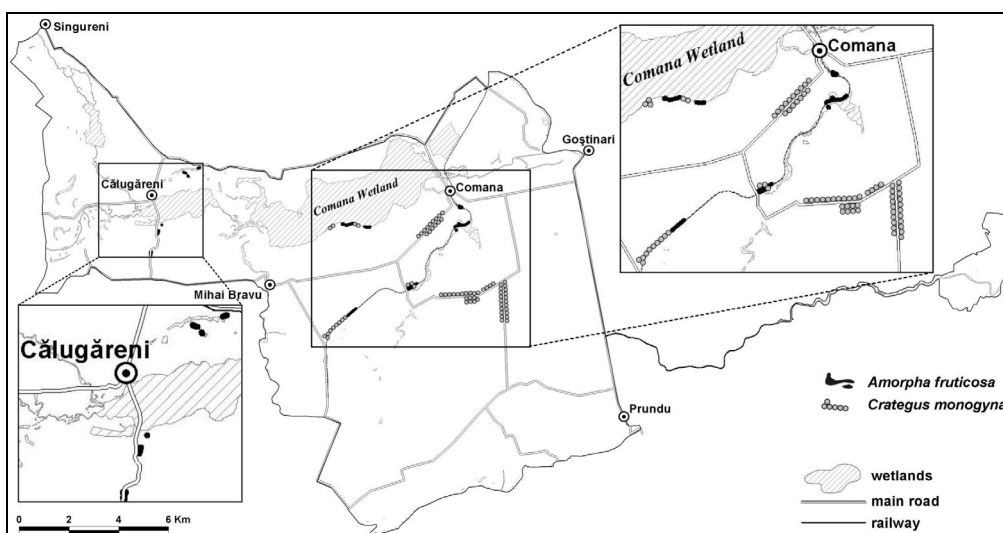 Singureni
Comana
Comana Wetland
Goştinari
Călugăreni
Comana
Comana Wetland
Mihai Bravu
Călugăreni
Amorpha fruticosa
Crategus monogyna
Prundu
wetlands
main road
railway
0 2 4 6 Km